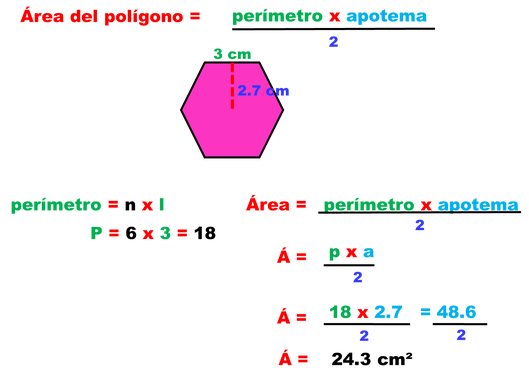 Área del polígono = perímetro x apotema
2
3 cm
2.7 cm
perímetro = n x l
P = 6 x 3 = 18
Área = perímetro x apotema
2
Á = p x a
2
Á = 18 x 2.7 = 48.6
2 2
Á = 24.3 cm²